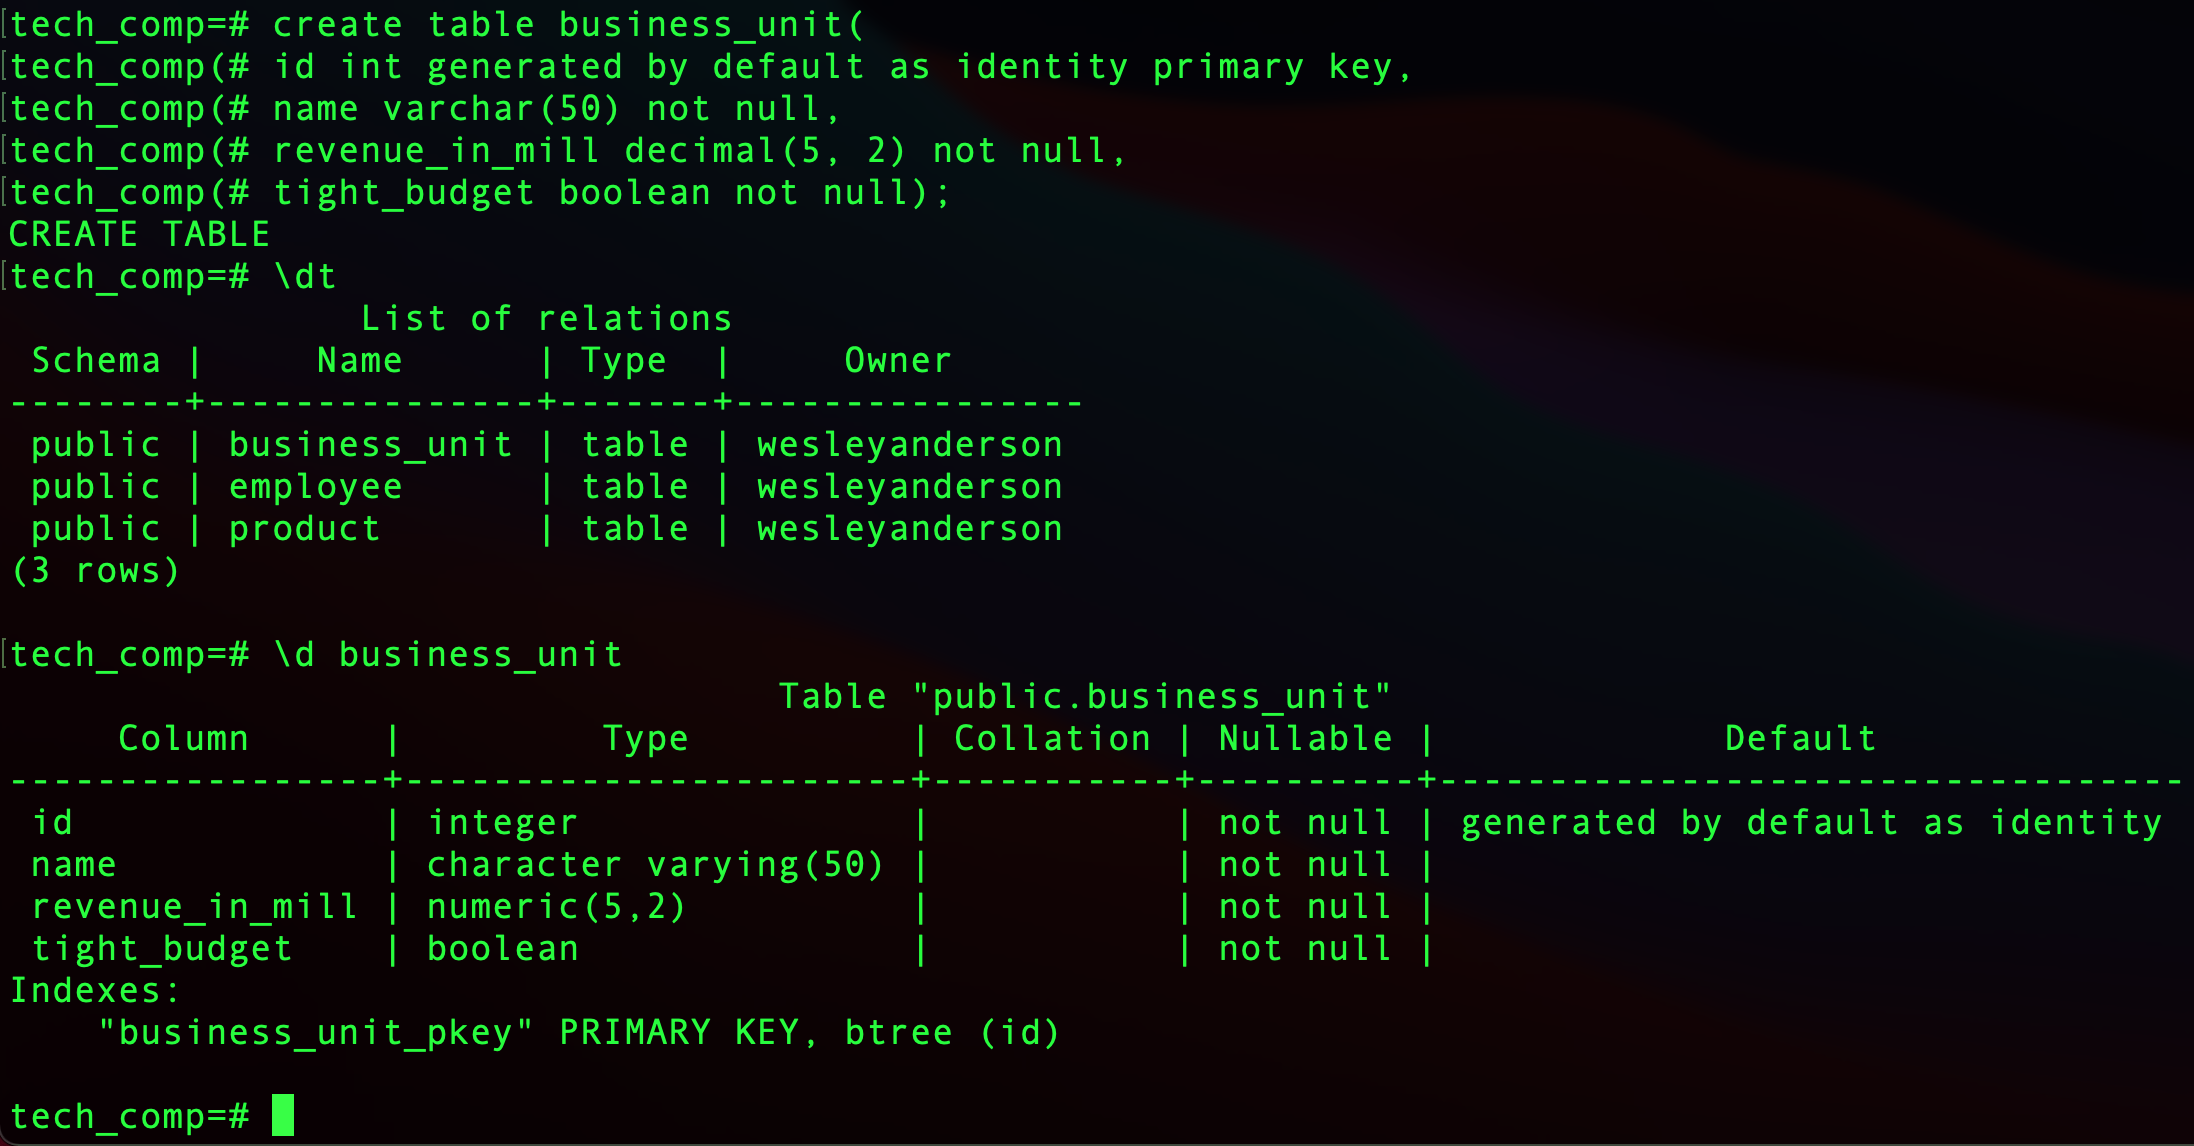 tech_comp=# create table business_unit(
tech_comp(# id int generated by default as identity primary key,
tech_comp(# name varchar(50) not null,
tech_comp(# revenue_in_mill decimal(5, 2) not null,
tech_comp(# tight_budget boolean not null);
CREATE TABLE
tech_comp=# \dt
List of relations
Schema | Name | Type | Owner
--------+---------------+-------+----------------
public | business_unit | table | wesleyanderson
public | employee | table | wesleyanderson
public | product | table | wesleyanderson
(3 rows)
tech_comp=# \d business_unit
Table "public.business_unit"
Column | Type | Collation | Nullable | Default
-----------------+-----------------------+-----------+----------+----------------------------------
id | integer | | not null | generated by default as identity
name | character varying(50) | | not null |
revenue_in_mill | numeric(5,2) | | not null |
tight_budget | boolean | | not null |
Indexes:
"business_unit_pkey" PRIMARY KEY, btree (id)
tech_comp=#